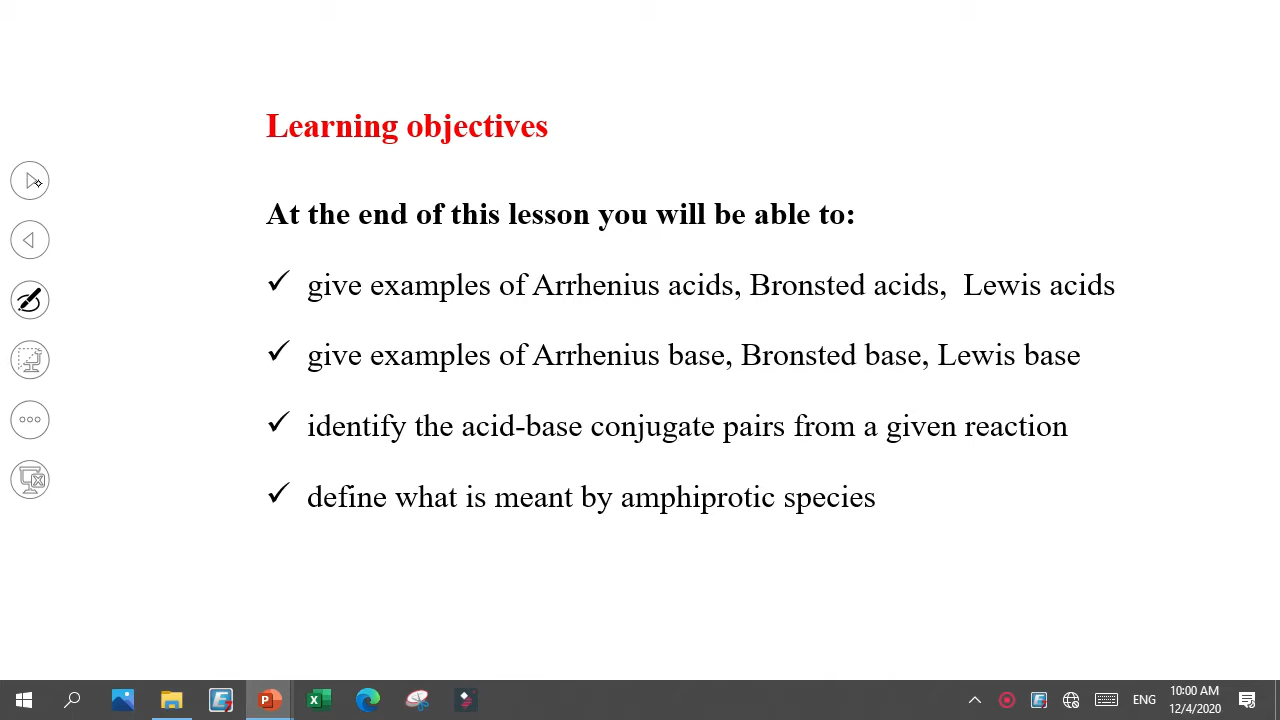 Learning objectives
At the end of this lesson you will be able to:
✓ give examples of Arrhenius acids, Bronsted acids,  Lewis acids
✓ give examples of Arrhenius base, Bronsted base, Lewis base
✓ identify the acid-base conjugate pairs from a given reaction
✓ define what is meant by amphiprotic species
ENG
10:00 AM
12/4/2020